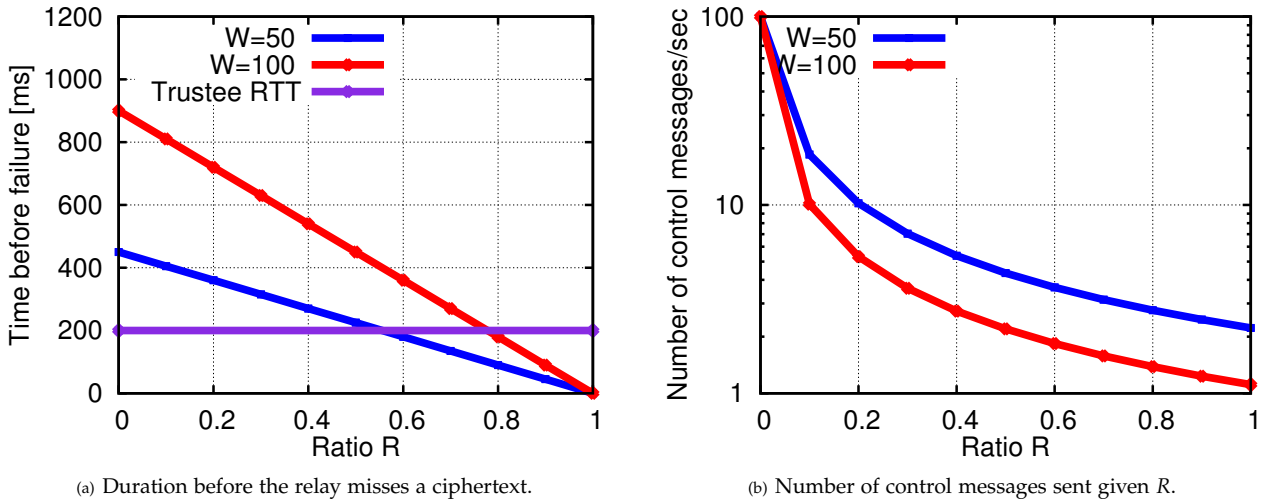 Time before failure [ms]
1200
1000
800
600
400
200
0
W=50
W=100
Trustee RTT
0 0.2 0.4 0.6 0.8 1
Ratio R
(a) Duration before the relay misses a ciphertext.
Number of control messages/sec
100
10
1
W=50
W=100
0 0.2 0.4 0.6 0.8 1
Ratio R
(b) Number of control messages sent given R.